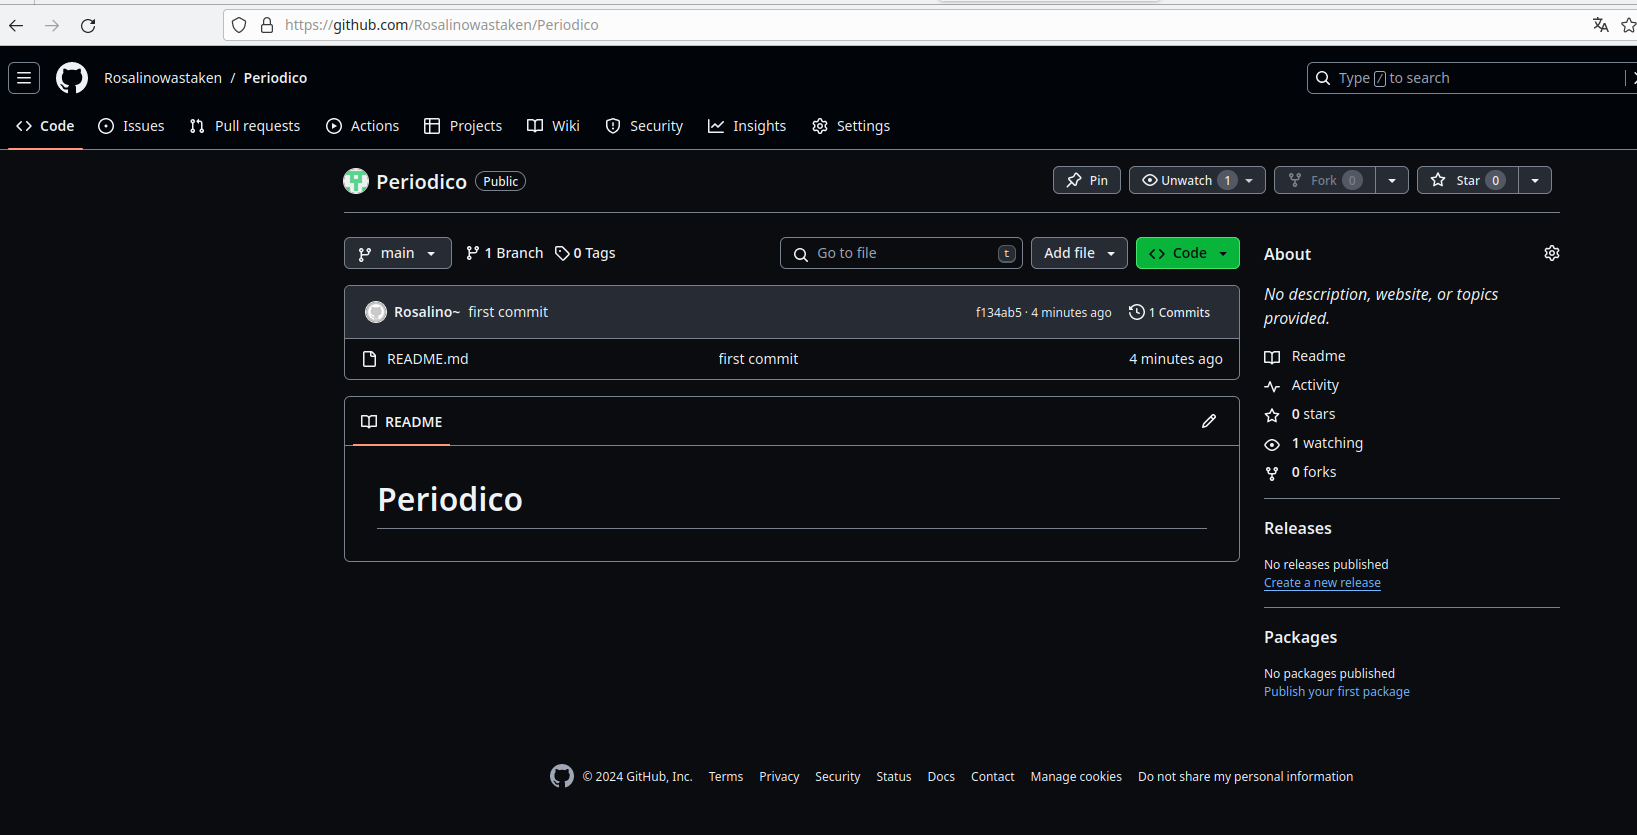 https://github.com/Rosalinowastaken/Periodico
Rosalinowastaken / Periodico
Type / to search
Code Issues Pull requests Actions Projects Wiki Security Insights Settings
Periodico Public
Pin Unwatch 1 Fork 0 Star 0
main 1 Branch 0 Tags Go to file t Add file Code
Rosalino~ first commit f134ab5 · 4 minutes ago 1 Commits
README.md first commit 4 minutes ago
README
Periodico
About
No description, website, or topics
provided.
Readme
Activity
0 stars
1 watching
0 forks
Releases
No releases published
Create a new release
Packages
No packages published
Publish your first package
© 2024 GitHub, Inc. Terms Privacy Security Status Docs Contact Manage cookies Do not share my personal information